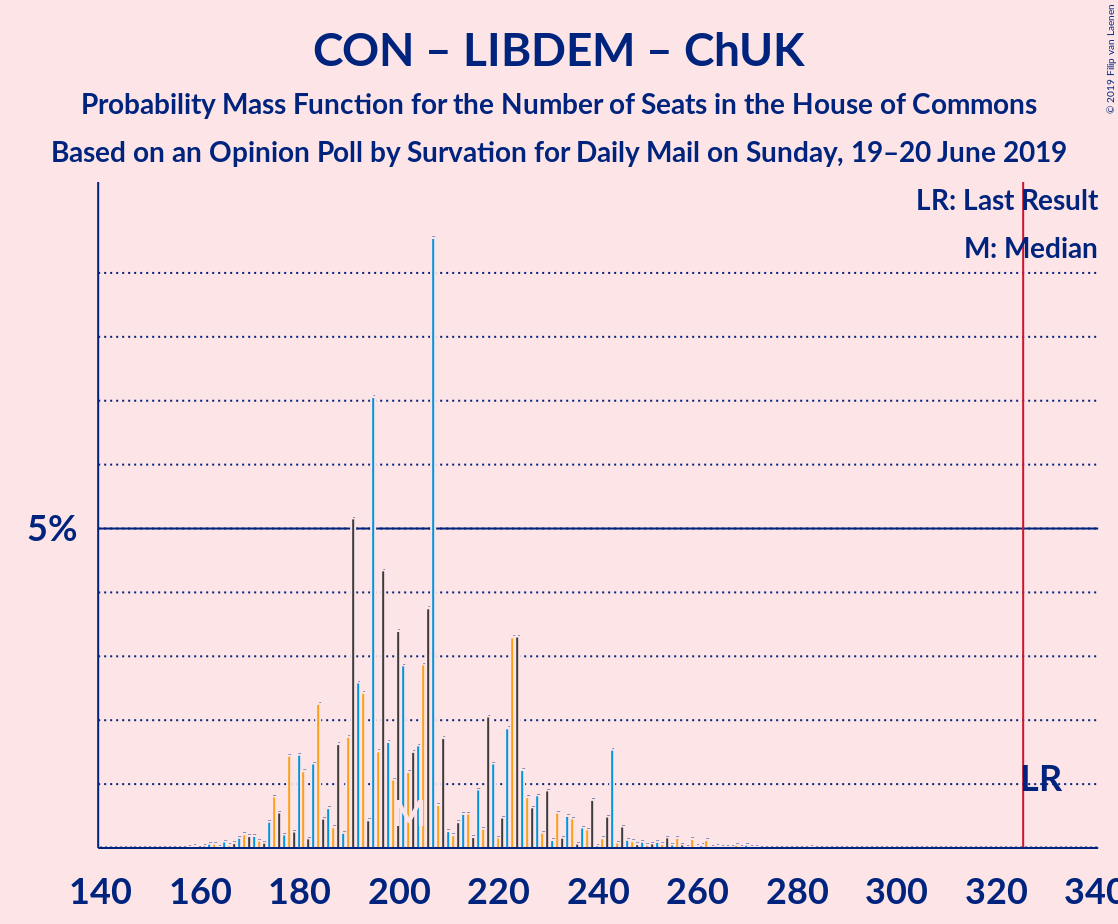 CON – LIBDEM – ChUK
Probability Mass Function for the Number of Seats in the House of Commons
Based on an Opinion Poll by Survation for Daily Mail on Sunday, 19–20 June 2019
© 2019 Filip van Laenen
LR: Last Result
M: Median
5%
M
LR
140 160 180 200 220 240 260 280 300 320 340